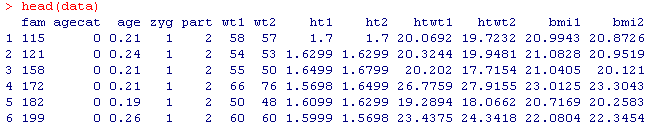 > head(data)
fam agecat age zyg part wt1 wt2 ht1 ht2 htwt1 htwt2 bmi1 bmi2
1 115 0 0.21 1 2 58 57 1.7 1.7 20.0692 19.7232 20.9943 20.8726
2 121 0 0.24 1 2 54 53 1.6299 1.6299 20.3244 19.9481 21.0828 20.9519
3 158 0 0.21 1 2 55 50 1.6499 1.6799 20.202 17.7154 21.0405 20.121
4 172 0 0.21 1 2 66 76 1.5698 1.6499 26.7759 27.9155 23.0125 23.3043
5 182 0 0.19 1 2 50 48 1.6099 1.6299 19.2894 18.0662 20.7169 20.2583
6 199 0 0.26 1 2 60 60 1.5999 1.5698 23.4375 24.3418 22.0804 22.3454